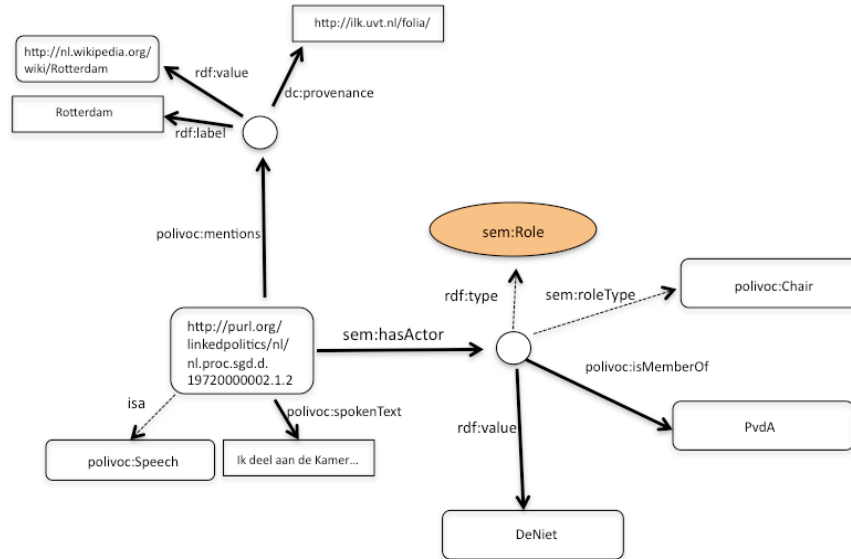 http://ilk.uvt.nl/folia/
http://nl.wikipedia.org/
wiki/Rotterdam
rdf:value
dc:provenance
Rotterdam
rdf:label
polivoc:mentions
sem:Role
rdf:type
sem:roleType
polivoc:Chair
http://purl.org/
linkedpolitics/nl/
nl.proc.sgd.d.
19720000002.1.2
sem:hasActor
polivoc:isMemberOf
isa
polivoc:spokenText
rdf:value
PvdA
polivoc:Speech
Ik deel aan de Kamer...
DeNiet